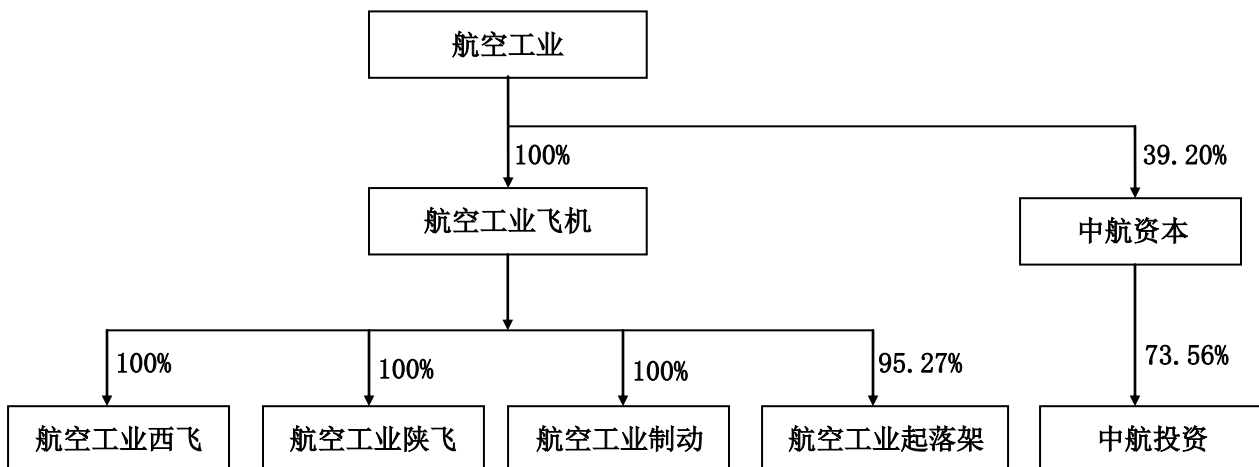 航空工业
100%
39.20%
航空工业飞机
中航资本
100%
100%
100%
95.27%
73.56%
航空工业西飞
航空工业陕飞
航空工业制动
航空工业起落架
中航投资